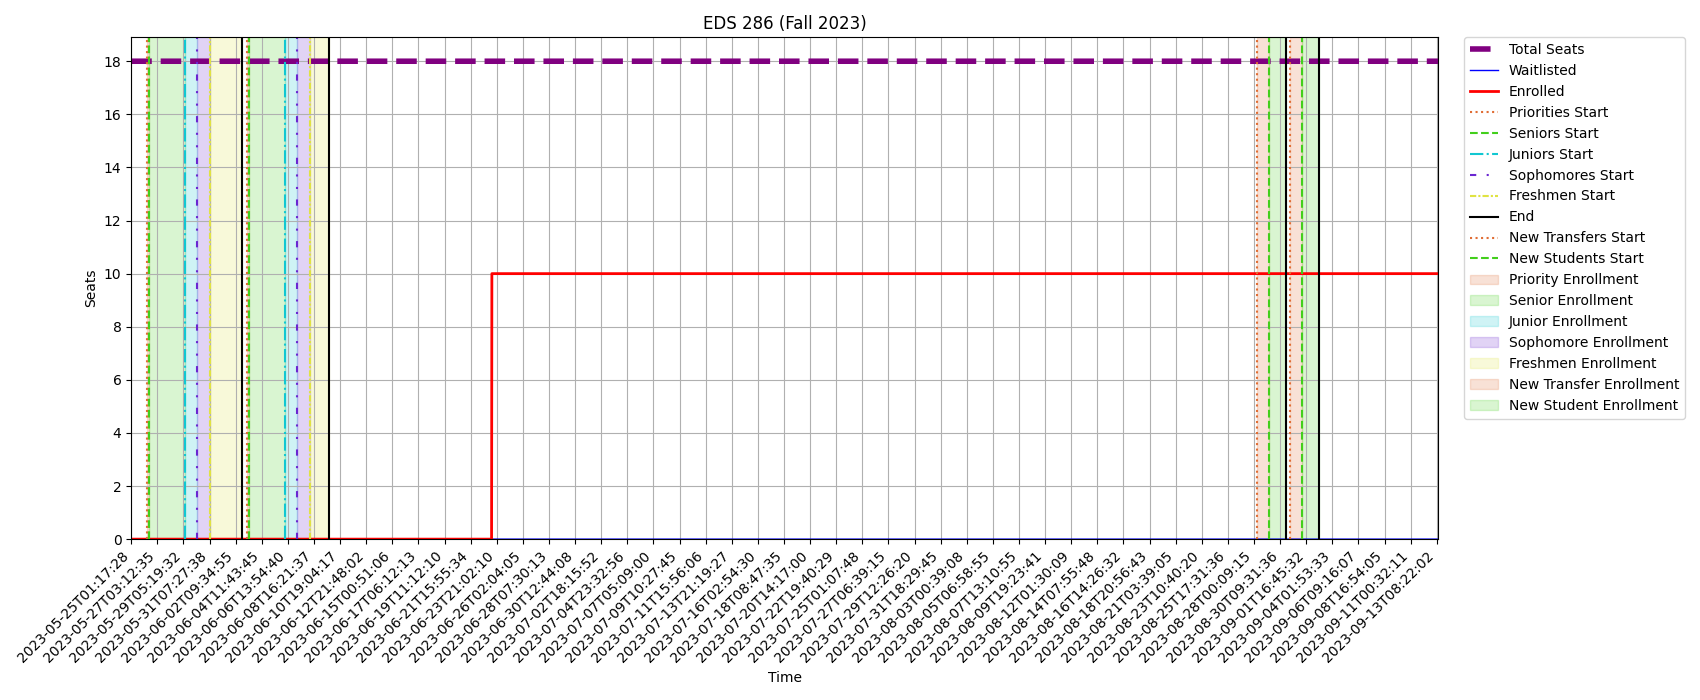 EDS 286 (Fall 2023)
Seats
18
16
14
12
10
8
6
4
2
0
2023-05-25T01:17:28
2023-05-27T03:12:35
2023-05-29T05:19:32
2023-05-31T07:27:38
2023-06-02T09:34:55
2023-06-04T11:43:45
2023-06-06T13:54:40
2023-06-08T16:21:37
2023-06-10T19:04:17
2023-06-12T21:48:02
2023-06-15T00:51:06
2023-06-17T06:12:13
2023-06-19T11:12:10
2023-06-21T15:55:34
2023-06-23T21:02:10
2023-06-26T02:04:05
2023-06-28T07:30:13
2023-06-30T12:44:08
2023-07-02T18:15:52
2023-07-04T23:32:56
2023-07-07T05:09:00
2023-07-09T10:27:45
2023-07-11T15:56:06
2023-07-13T21:19:27
2023-07-16T02:54:30
2023-07-18T08:47:35
2023-07-20T14:17:00
2023-07-22T19:40:29
2023-07-25T01:07:48
2023-07-27T06:39:15
2023-07-29T12:26:20
2023-07-31T18:29:45
2023-08-03T00:39:08
2023-08-05T06:58:55
2023-08-07T13:10:55
2023-08-09T19:23:41
2023-08-12T01:30:09
2023-08-14T07:55:48
2023-08-16T14:26:32
2023-08-18T20:56:43
2023-08-21T03:39:05
2023-08-23T10:40:20
2023-08-25T17:31:36
2023-08-28T00:09:15
2023-08-30T09:31:36
2023-09-01T16:45:32
2023-09-04T01:53:33
2023-09-06T09:16:07
2023-09-08T16:54:05
2023-09-11T00:32:11
2023-09-13T08:22:02
Time
Total Seats
Waitlisted
Enrolled
Priorities Start
Seniors Start
Juniors Start
Sophomores Start
Freshmen Start
End
New Transfers Start
New Students Start
Priority Enrollment
Senior Enrollment
Junior Enrollment
Sophomore Enrollment
Freshmen Enrollment
New Transfer Enrollment
New Student Enrollment